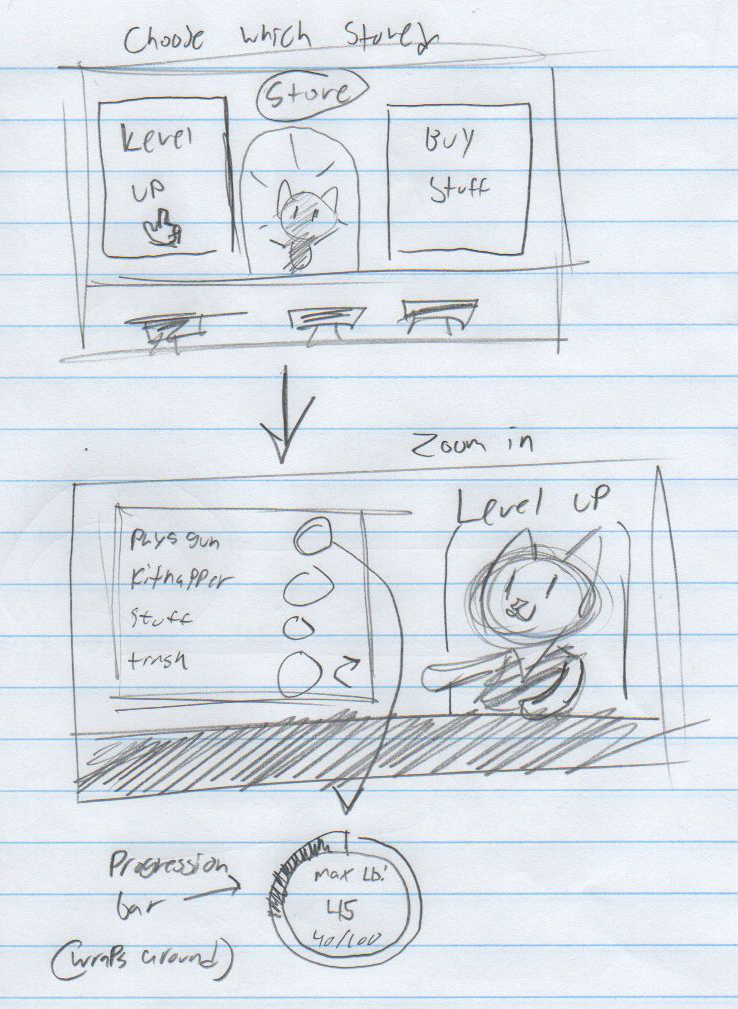 Choose which Store
Store
Level
UP
BUY
Stuff
Zoom in
Level UP
Phys gun
Kitnapper
Stuff
trash
Progression
bar
(wraps around)
max Lb:
45
40/100